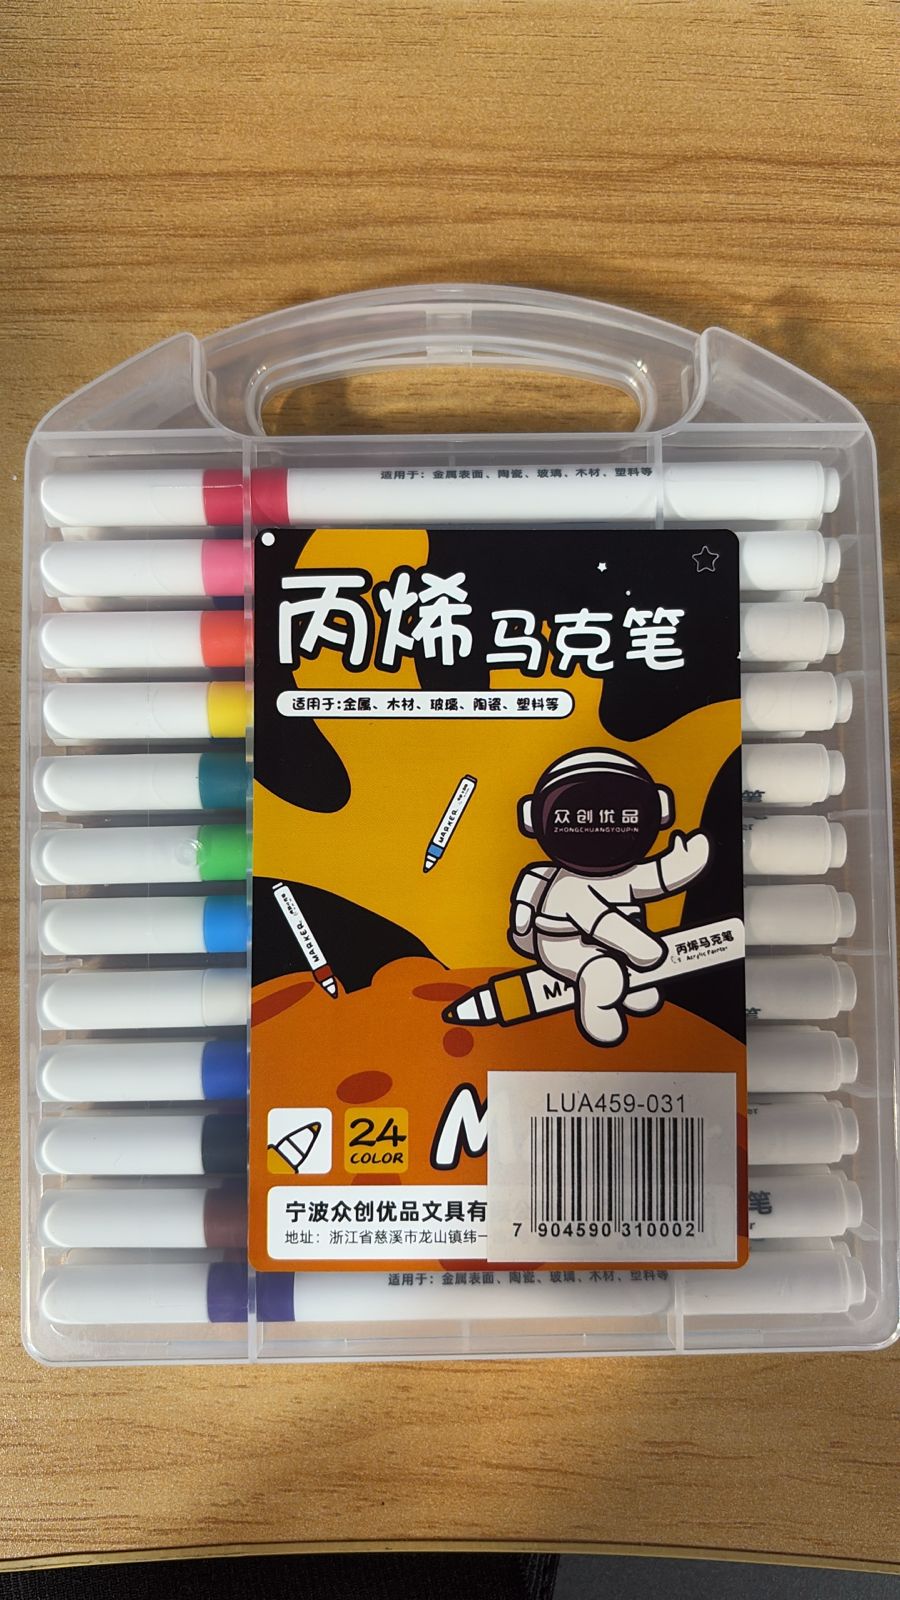 适用于：金属表面、陶瓷、玻璃、木材、塑料等
丙烯 马克笔
适用于:金属、木材、玻璃、陶瓷、塑料等
众创优品
ZHONGCHUANGYOUPIN
MARKER
MARKER
丙烯马克笔
Acrylic Painter
MA
24
COLOR
M
LUA459-031
7 904590 310002
宁波众创优品文具有
地址：浙江省慈溪市龙山镇纬一
笔
适用于：金属表面、陶瓷、玻璃、木材、塑料等